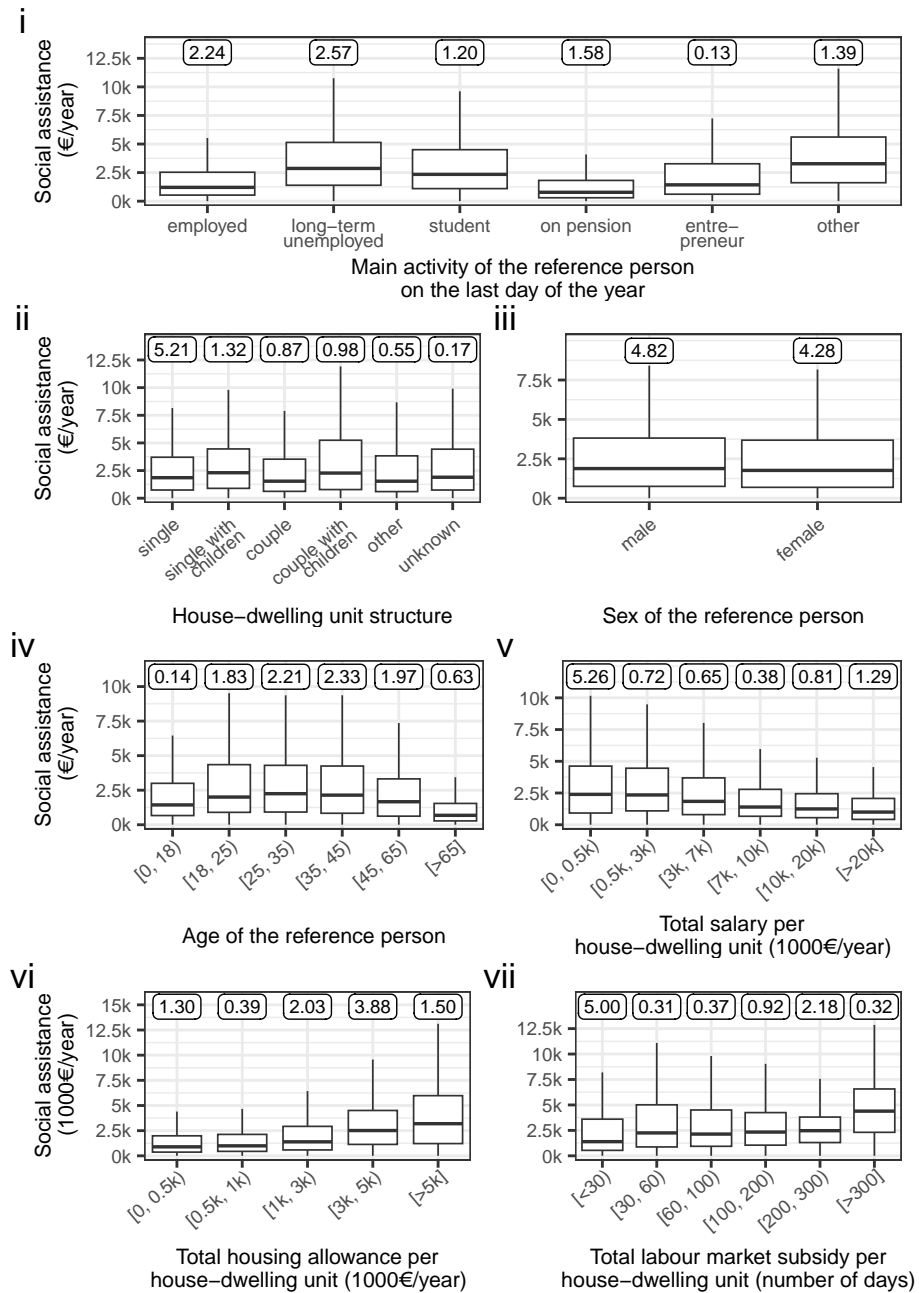 i
Social assistance
(€/year)
12.5k
10k
7.5k
5k
2.5k
0k
2.24 2.57 1.20 1.58 0.13 1.39
employed long−term student on pension entre− other
unemployed preneur
Main activity of the reference person
on the last day of the year
ii
Social assistance
(€/year)
12.5k
10k
7.5k
5k
2.5k
0k
5.21 1.32 0.87 0.98 0.55 0.17
single
single with
children
couple
couple with
children
other
unknown
House−dwelling unit structure
iii
7.5k
5k
2.5k
0k
4.82 4.28
male
female
Sex of the reference person
iv
Social assistance
(€/year)
10k
7.5k
5k
2.5k
0k
0.14 1.83 2.21 2.33 1.97 0.63
[0, 18)
[18, 25)
[25, 35)
[35, 45)
[45, 65)
[>65]
Age of the reference person
v
10k
7.5k
5k
2.5k
0k
5.26 0.72 0.65 0.38 0.81 1.29
[0, 0.5k)
[0.5k, 3k)
[3k, 7k)
[7k, 10k)
[10k, 20k)
[>20k]
Total salary per
house−dwelling unit (1000€/year)
vi
Social assistance
(1000€/year)
15k
12.5k
10k
7.5k
5k
2.5k
0k
1.30 0.39 2.03 3.88 1.50
[0, 0.5k)
[0.5k, 1k)
[1k, 3k)
[3k, 5k)
[>5k]
Total housing allowance per
house−dwelling unit (1000€/year)
vii
12.5k
10k
7.5k
5k
2.5k
0k
5.00 0.31 0.37 0.92 2.18 0.32
[<30)
[30, 60)
[60, 100)
[100, 200)
[200, 300)
[>300]
Total labour market subsidy per
house−dwelling unit (number of days)